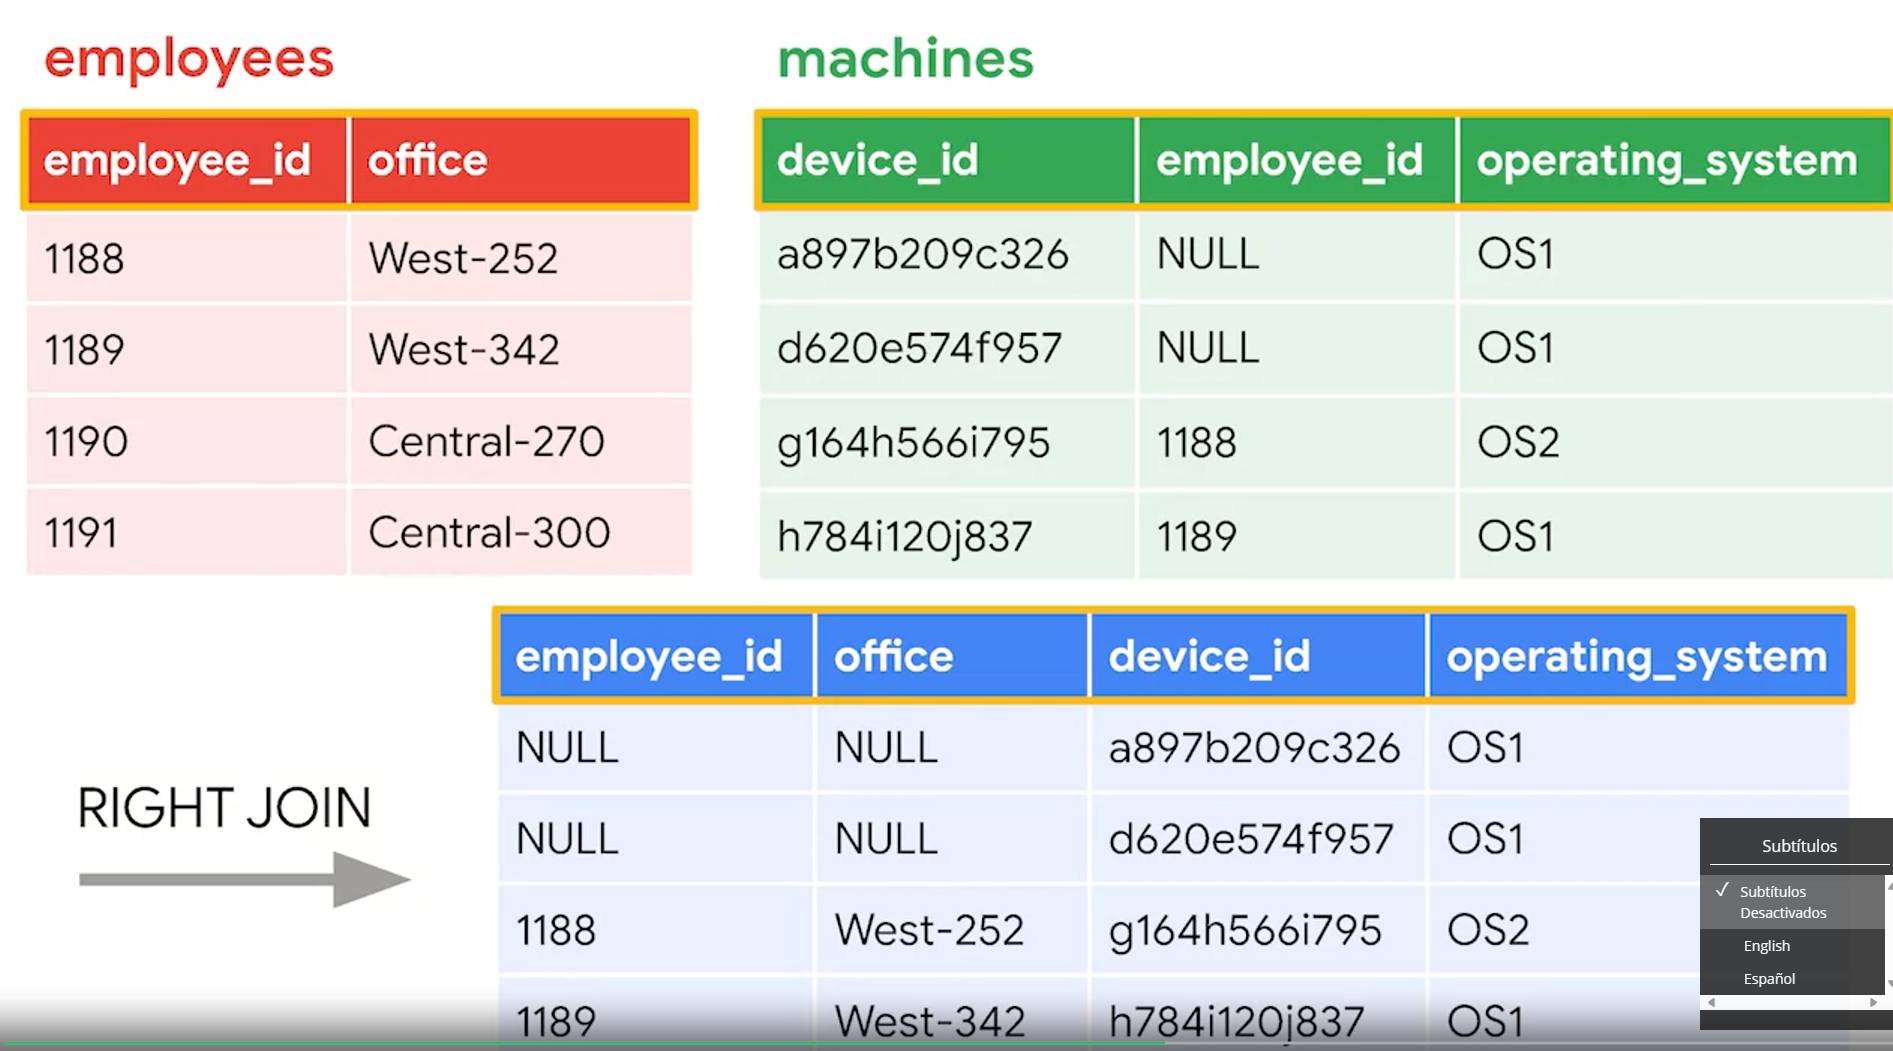 employees
machines
employee_id office
device_id employee_id operating_system
1188 West-252
a897b209c326 NULL OS1
1189 West-342
d620e574f957 NULL OS1
1190 Central-270
g164h566i795 1188 OS2
1191 Central-300
h784i120j837 1189 OS1
RIGHT JOIN
employee_id office device_id operating_system
NULL NULL a897b209c326 OS1
NULL NULL d620e574f957 OS1
1188 West-252 g164h566i795 OS2
1189 West-342 h784i120j837 OS1
Subtítulos
✓ Subtítulos
Desactivados
English
Español